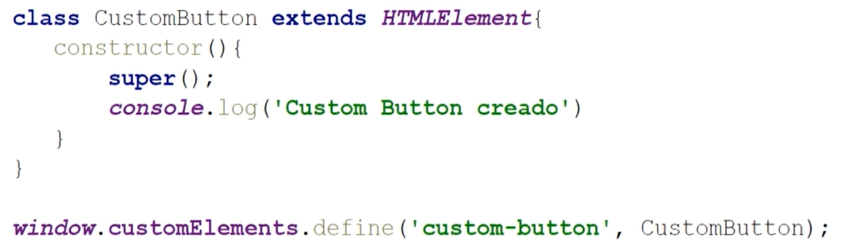 class CustomButton extends HTMLElement{
    constructor(){
        super();
        console.log('Custom Button creado')
    }
}
window.customElements.define('custom-button', CustomButton);